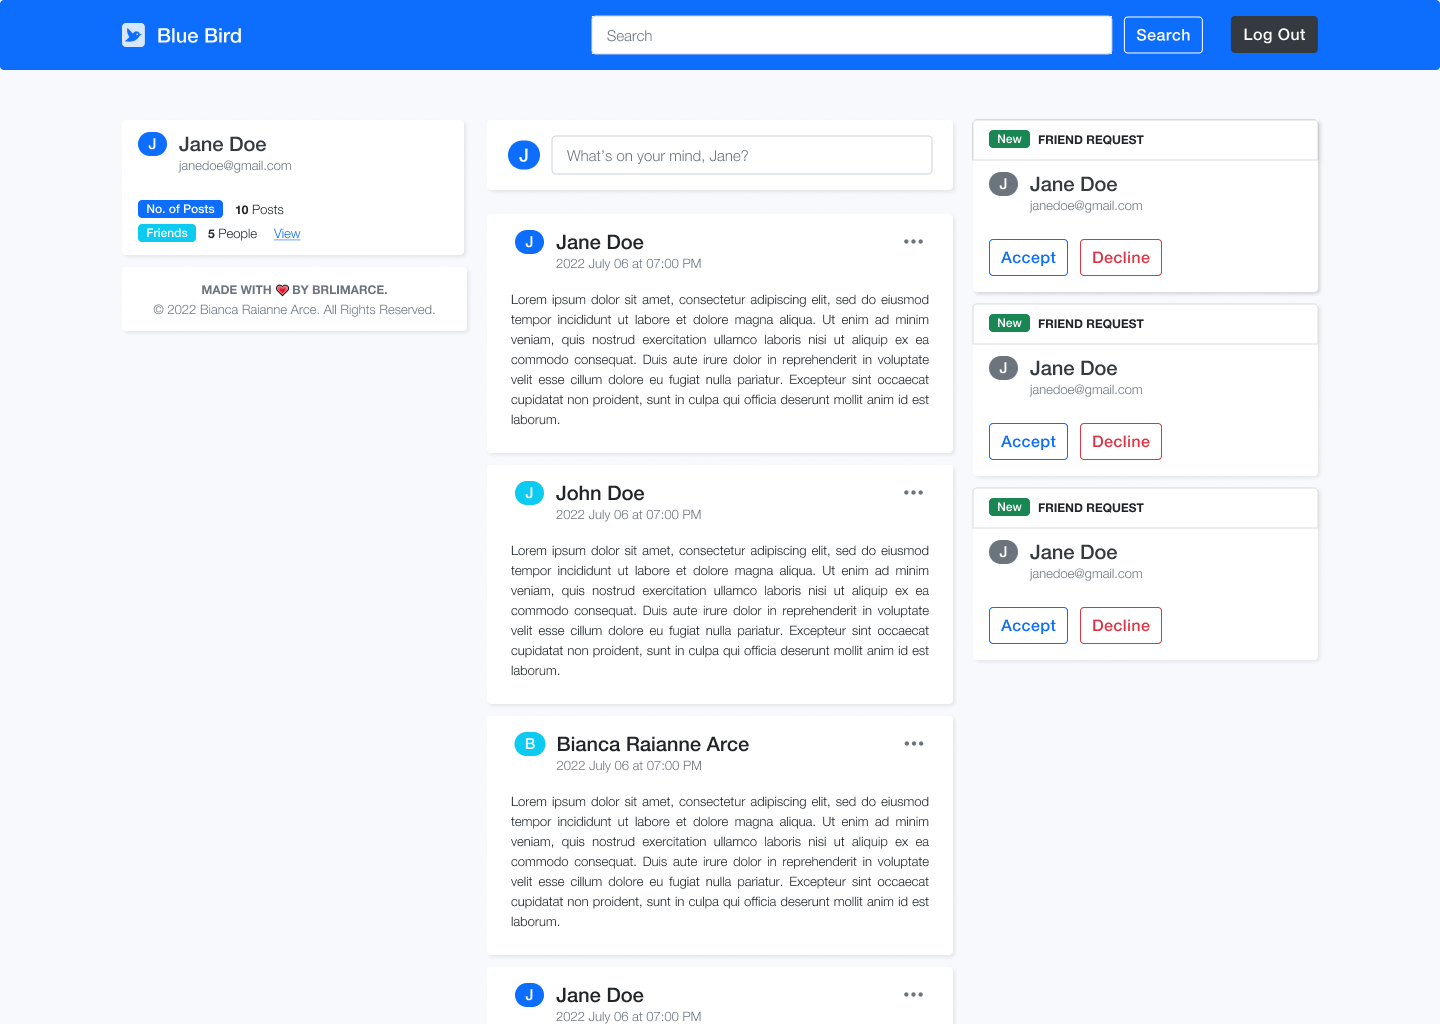 Blue Bird
Search
Search
Log Out
J
Jane Doe
janedoe@gmail.com
No. of Posts 10 Posts
Friends 5 People View
MADE WITH ❤ BY BRLIMARCE.
© 2022 Bianca Raianne Arce. All Rights Reserved.
J
What's on your mind, Jane?
J
Jane Doe
2022 July 06 at 07:00 PM
Lorem ipsum dolor sit amet, consectetur adipiscing elit, sed do eiusmod
tempor incididunt ut labore et dolore magna aliqua. Ut enim ad minim
veniam, quis nostrud exercitation ullamco laboris nisi ut aliquip ex ea
commodo consequat. Duis aute irure dolor in reprehenderit in voluptate
velit esse cillum dolore eu fugiat nulla pariatur. Excepteur sint occaecat
cupidatat non proident, sunt in culpa qui officia deserunt mollit anim id est
laborum.
J
John Doe
2022 July 06 at 07:00 PM
Lorem ipsum dolor sit amet, consectetur adipiscing elit, sed do eiusmod
tempor incididunt ut labore et dolore magna aliqua. Ut enim ad minim
veniam, quis nostrud exercitation ullamco laboris nisi ut aliquip ex ea
commodo consequat. Duis aute irure dolor in reprehenderit in voluptate
velit esse cillum dolore eu fugiat nulla pariatur. Excepteur sint occaecat
cupidatat non proident, sunt in culpa qui officia deserunt mollit anim id est
laborum.
B
Bianca Raianne Arce
2022 July 06 at 07:00 PM
Lorem ipsum dolor sit amet, consectetur adipiscing elit, sed do eiusmod
tempor incididunt ut labore et dolore magna aliqua. Ut enim ad minim
veniam, quis nostrud exercitation ullamco laboris nisi ut aliquip ex ea
commodo consequat. Duis aute irure dolor in reprehenderit in voluptate
velit esse cillum dolore eu fugiat nulla pariatur. Excepteur sint occaecat
cupidatat non proident, sunt in culpa qui officia deserunt mollit anim id est
laborum.
J
Jane Doe
2022 July 06 at 07:00 PM
New FRIEND REQUEST
J
Jane Doe
janedoe@gmail.com
Accept
Decline
New FRIEND REQUEST
J
Jane Doe
janedoe@gmail.com
Accept
Decline
New FRIEND REQUEST
J
Jane Doe
janedoe@gmail.com
Accept
Decline